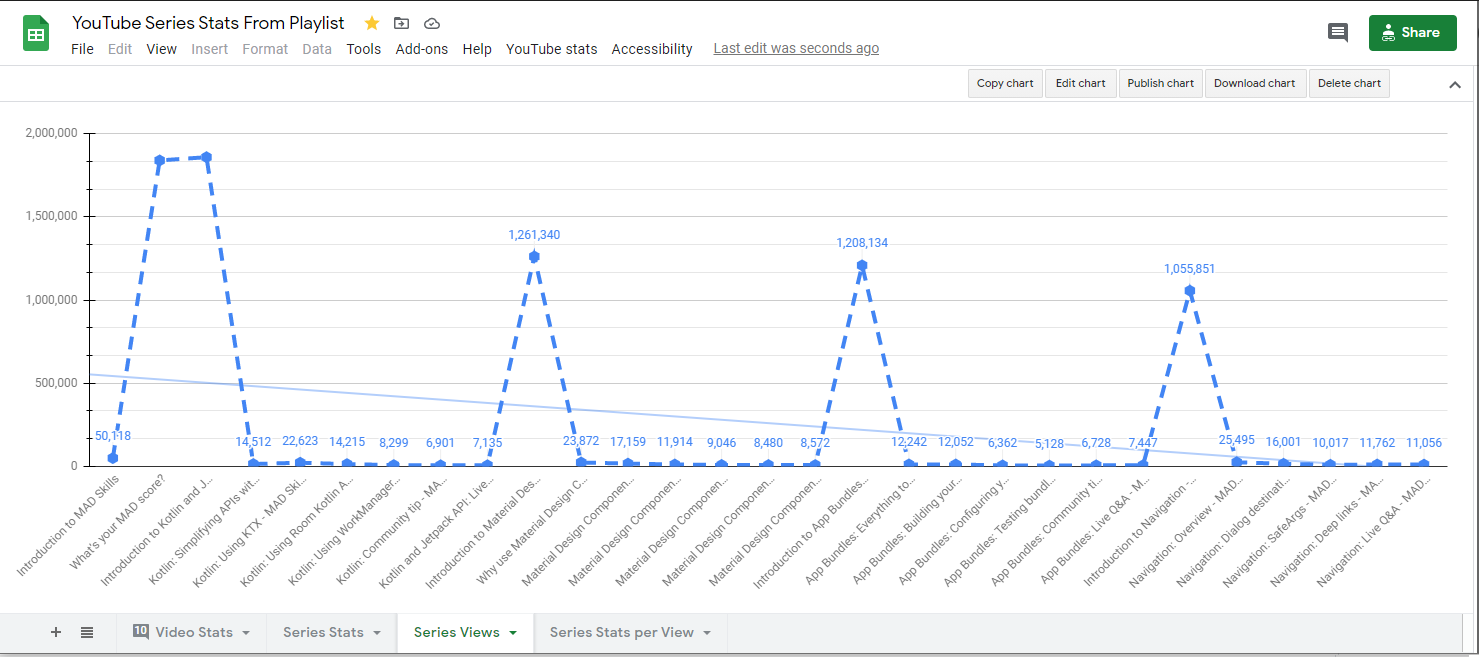 YouTube Series Stats From Playlist
File Edit View Insert Format Data Tools Add-ons Help YouTube stats Accessibility Last edit was seconds ago
Share
Copy chart Edit chart Publish chart Download chart Delete chart
2,000,000
1,500,000
1,000,000
500,000
0
1,261,340
1,208,134
1,055,851
50,118
14,512 22,623 14,215 8,299 6,901 7,135 23,872 17,159 11,914 9,046 8,480 8,572 12,242 12,052 6,362 5,128 6,728 7,447 25,495 16,001 10,017 11,762 11,056
Introduction to MAD Skills
What's your MAD score?
Introduction to Kotlin and J...
Kotlin: Simplifying APIs wit...
Kotlin: Using KTX - MAD Ski...
Kotlin: Using Room Kotlin A...
Kotlin: Using WorkManager...
Kotlin: Community tip - MA...
Kotlin and Jetpack API: Live...
Introduction to Material Des...
Why use Material Design C...
Material Design Componen...
Material Design Componen...
Material Design Componen...
Material Design Componen...
Material Design Componen...
Introduction to App Bundles...
App Bundles: Everything to...
App Bundles: Building your...
App Bundles: Configuring y...
App Bundles: Testing bundl...
App Bundles: Community ti...
App Bundles: Live Q&A - M...
Introduction to Navigation -...
Navigation: Overview - MAD...
Navigation: Dialog destinati...
Navigation: SafeArgs - MAD...
Navigation: Deep links - MA...
Navigation: Live Q&A - MAD...
10 Video Stats Series Stats Series Views Series Stats per View